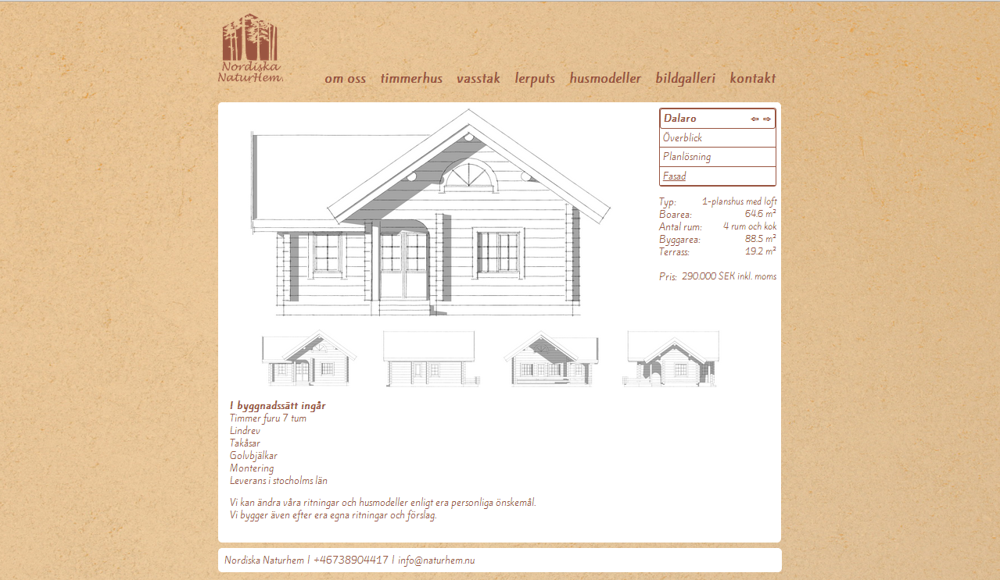 Nordiska
NaturHem.
om oss timmerhus vasstak lerputs husmodeller bildgalleri kontakt
Dalaro ⇦ ⇨
Överblick
Planlösning
Fasad
Typ: 1-planshus med loft
Boarea: 64.6 m²
Antal rum: 4 rum och kok
Byggarea: 88.5 m²
Terrass: 19.2 m²
Pris: 290.000 SEK inkl. moms
I byggnadssätt ingår
Timmer furu 7 tum
Lindrev
Takåsar
Golvbjälkar
Montering
Leverans i stocholms län
Vi kan ändra våra ritningar och husmodeller enligt era personliga önskemål.
Vi bygger även efter era egna ritningar och förslag.
Nordiska Naturhem | +46738904417 | info@naturhem.nu